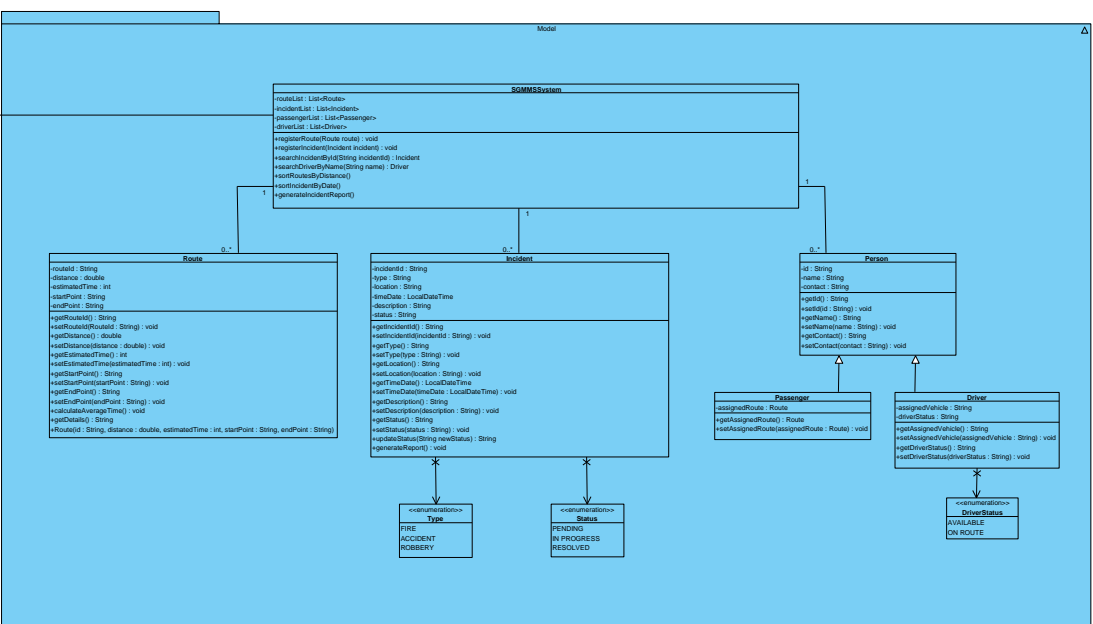 Model
SGMMSSystem
-routeList : List<Route>
-incidentList : List<Incident>
-passengerList : List<Passenger>
-driverList : List<Driver>
+registerRoute(Route route) : void
+registerIncident(Incident incident) : void
+searchIncidentById(String incidentId) : Incident
+searchDriverByName(String name) : Driver
+sortRoutesByDistance()
+sortIncidentByDate()
+generateIncidentReport()
1
1
1
0..*
0..*
0..*
Route
-routeId : String
-distance : double
-estimatedTime : int
-startPoint : String
-endPoint : String
+getRouteId() : String
+setRouteId(RouteId : String) : void
+getDistance() : double
+setDistance(distance : double) : void
+getEstimatedTime() : int
+setEstimatedTime(estimatedTime : int) : void
+getStartPoint() : String
+setStartPoint(startPoint : String) : void
+getEndPoint() : String
+setEndPoint(endPoint : String) : void
+calculateAverageTime() : void
+getDetails() : String
+Route(id : String, distance : double, estimatedTime : int, startPoint : String, endPoint : String)
Incident
-incidentId : String
-type : String
-location : String
-timeDate : LocalDateTime
-description : String
-status : String
+getIncidentId() : String
+setIncidentId(incidentId : String) : void
+getType() : String
+setType(type : String) : void
+getLocation() : String
+setLocation(location : String) : void
+getTimeDate() : LocalDateTime
+setTimeDate(timeDate : LocalDateTime) : void
+getDescription() : String
+setDescription(description : String) : void
+getStatus() : String
+setStatus(status : String) : void
+updateStatus(String newStatus) : String
+generateReport() : void
Person
-id : String
-name : String
-contact : String
+getId() : String
+setId(id : String) : void
+getName() : String
+setName(name : String) : void
+getContact() : String
+setContact(contact : String) : void
Passenger
-assignedRoute : Route
+getAssignedRoute() : Route
+setAssignedRoute(assignedRoute : Route) : void
Driver
-assignedVehicle : String
-driverStatus : String
+getAssignedVehicle() : String
+setAssignedVehicle(assignedVehicle : String) : void
+getDriverStatus() : String
+setDriverStatus(driverStatus : String) : void
<<enumeration>>
Type
FIRE
ACCIDENT
ROBBERY
<<enumeration>>
Status
PENDING
IN PROGRESS
RESOLVED
<<enumeration>>
DriverStatus
AVAILABLE
ON ROUTE